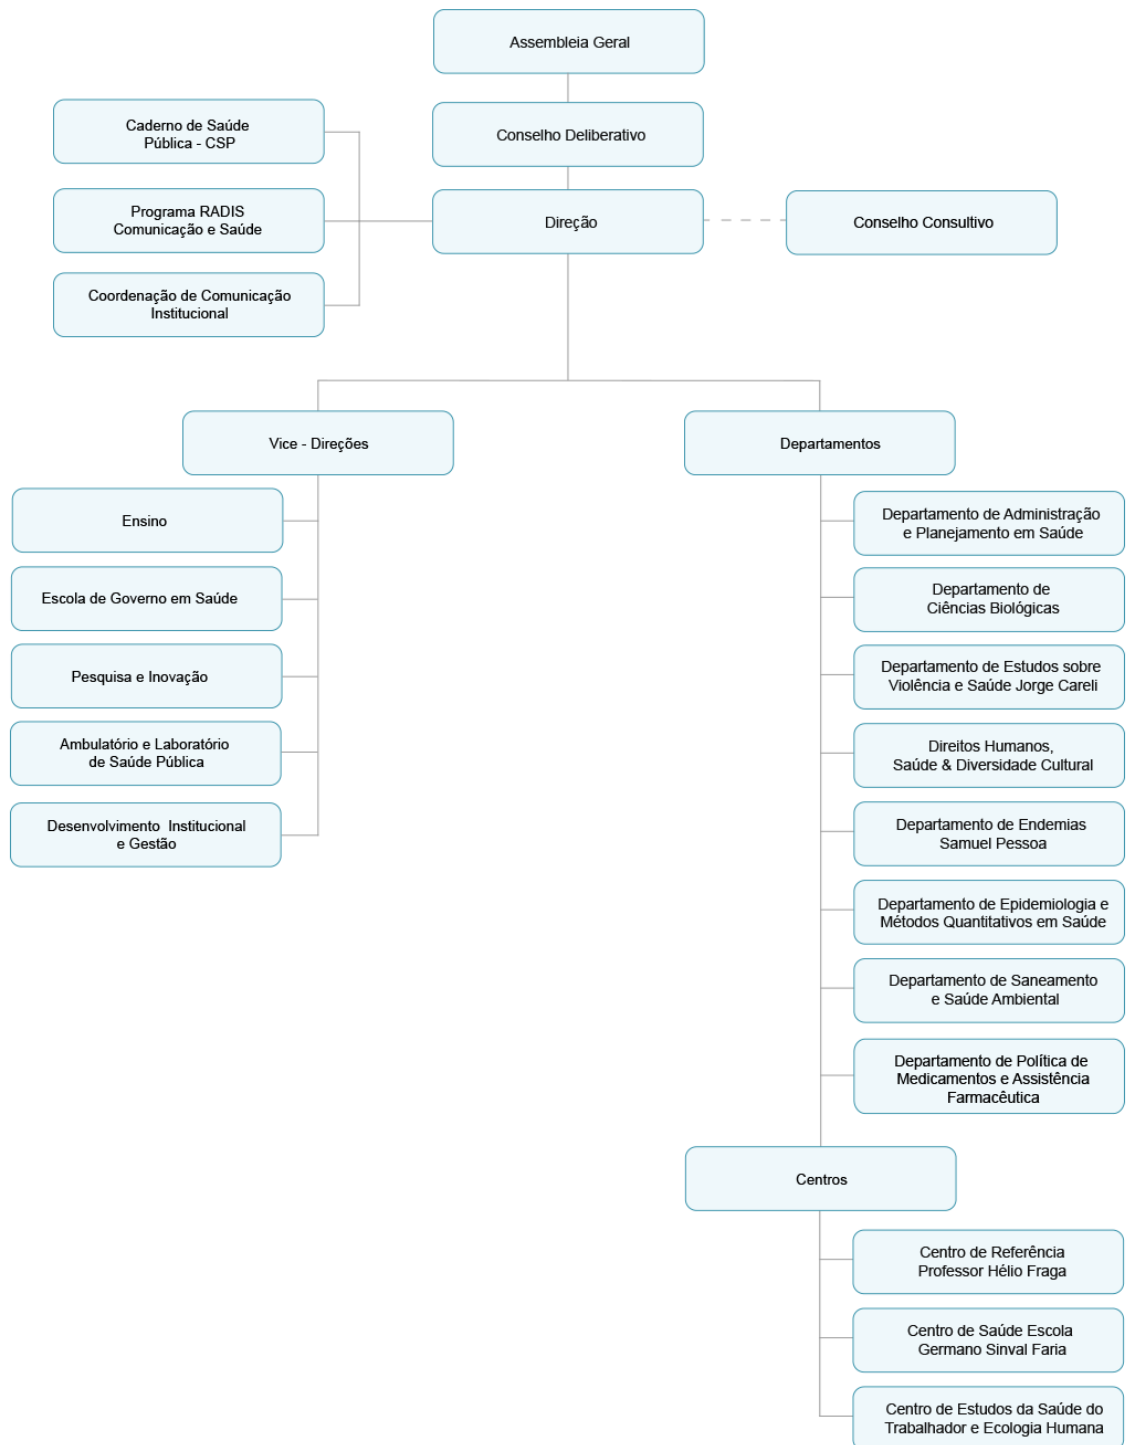 Assembleia Geral
Conselho Deliberativo
Caderno de Saúde
Pública - CSP
Programa RADIS
Comunicação e Saúde
Coordenação de Comunicação
Institucional
Direção
Conselho Consultivo
Vice - Direções
Ensino
Escola de Governo em Saúde
Pesquisa e Inovação
Ambulatório e Laboratório
de Saúde Pública
Desenvolvimento  Institucional
e Gestão
Departamentos
Departamento de Administração
e Planejamento em Saúde
Departamento de
Ciências Biológicas
Departamento de Estudos sobre
Violência e Saúde Jorge Careli
Direitos Humanos,
Saúde & Diversidade Cultural
Departamento de Endemias
Samuel Pessoa
Departamento de Epidemiologia e
Métodos Quantitativos em Saúde
Departamento de Saneamento
e Saúde Ambiental
Departamento de Política de
Medicamentos e Assistência
Farmacêutica
Centros
Centro de Referência
Professor Hélio Fraga
Centro de Saúde Escola
Germano Sinval Faria
Centro de Estudos da Saúde do
Trabalhador e Ecologia Humana